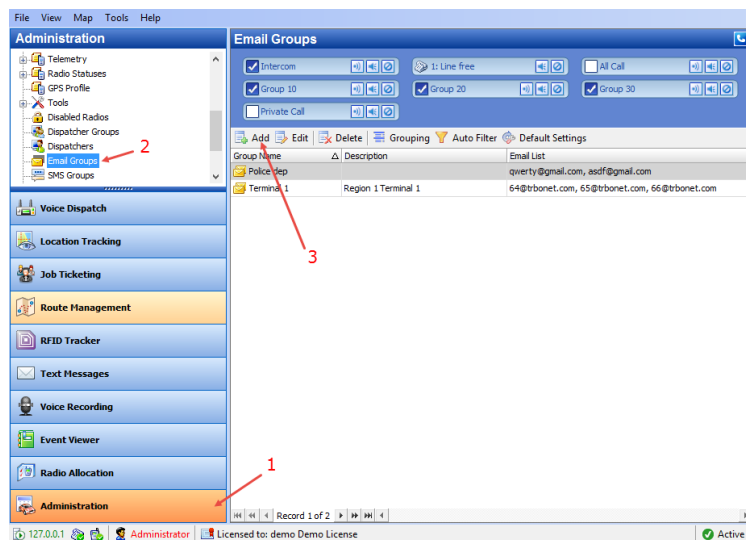 File View Map Tools Help
Administration
Telemetry
Radio Statuses
GPS Profile
Tools
Disabled Radios
Dispatcher Groups
Dispatchers
Email Groups
SMS Groups
2
Voice Dispatch
Location Tracking
Job Ticketing
Route Management
RFID Tracker
Text Messages
Voice Recording
Event Viewer
Radio Allocation
Administration
1
Email Groups
Intercom 1: Line free All Call
Group 10 Group 20 Group 30
Private Call
Add Edit Delete Grouping Auto Filter Default Settings
Group Name Description Email List
Police dep qwerty@gmail.com, asdf@gmail.com
Terminal 1 Region 1 Terminal 1 64@trbonet.com, 65@trbonet.com, 66@trbonet.com
3
Record 1 of 2
127.0.0.1 Administrator Licensed to: demo Demo License Active